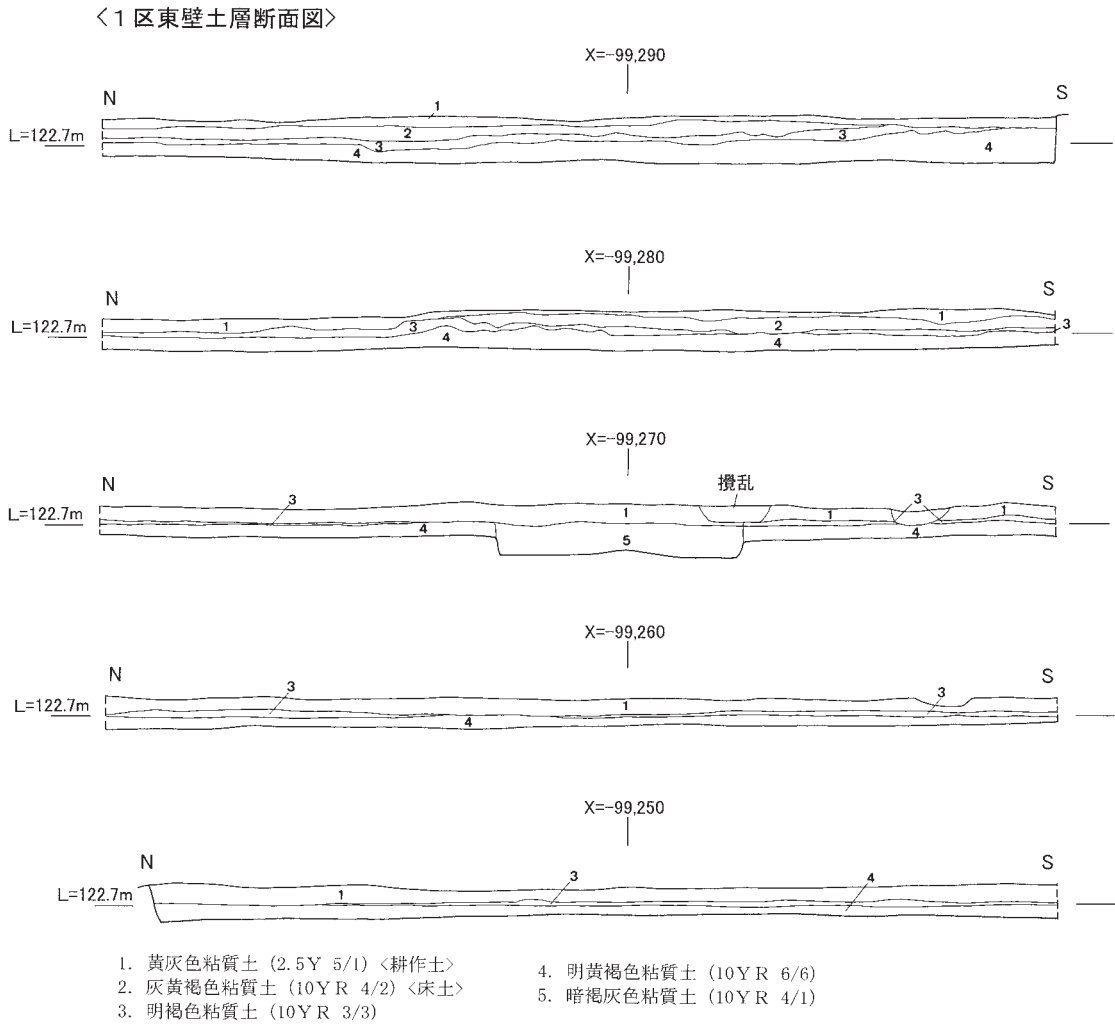 〈1区東壁土層断面図〉
X=-99,290
N
S
L=122.7m
1
2
3
3
4
4
X=-99,280
N
S
L=122.7m
1
3
4
2
4
1
3
X=-99,270
N
S
L=122.7m
3
4
1
5
攪乱
1
3
4
1
X=-99,260
N
S
L=122.7m
3
4
1
3
X=-99,250
N
S
L=122.7m
1
3
4
1. 黄灰色粘質土 (2.5Y 5/1) 〈耕作土〉
2. 灰黄褐色粘質土 (10YR 4/2) 〈床土〉
3. 明褐色粘質土 (10YR 3/3)
4. 明黄褐色粘質土 (10YR 6/6)
5. 暗褐灰色粘質土 (10YR 4/1)